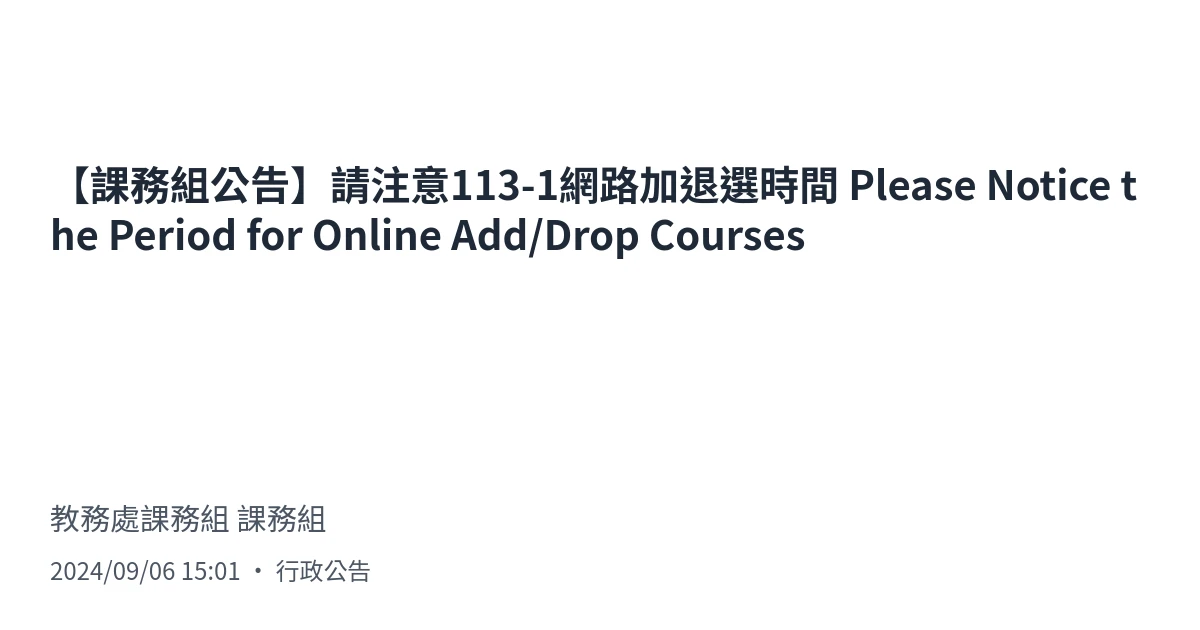 【課務組公告】請注意113-1網路加退選時間 Please Notice t
he Period for Online Add/Drop Courses
教務處課務組 課務組
2024/09/06 15:01 • 行政公告